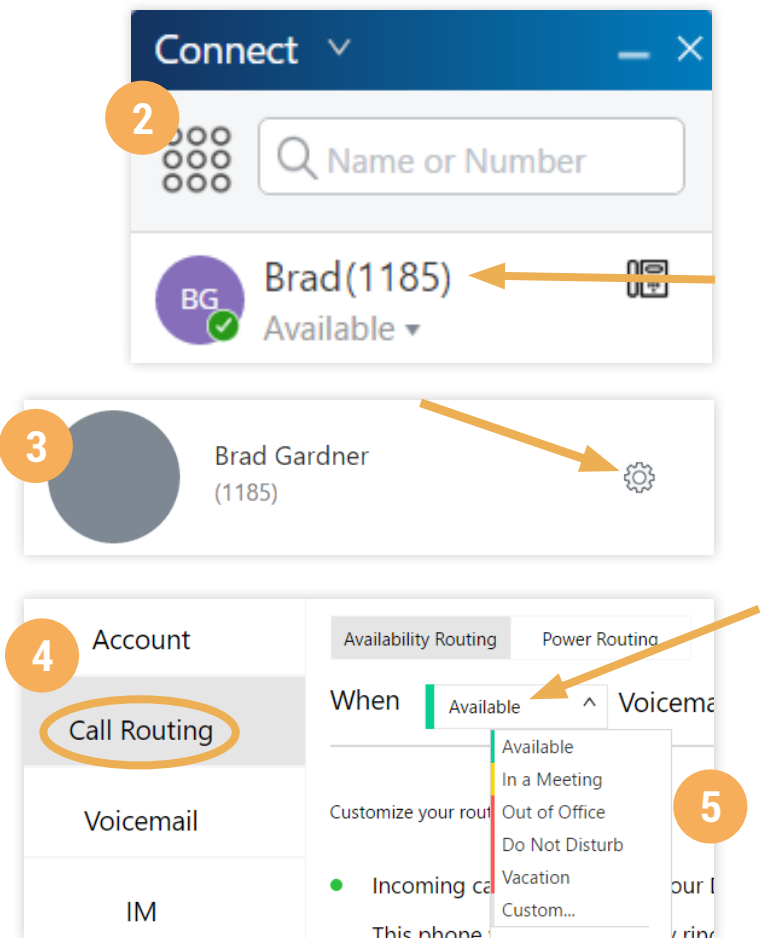 Connect
2
Name or Number
BG
Brad(1185)
Available
3
Brad Gardner
(1185)
4
Account
Call Routing
Voicemail
IM
Availability Routing
Power Routing
When
Available
Voicema
Available
In a Meeting
Out of Office
Do Not Disturb
Vacation
Custom...
5
Customize your rout
Incoming ca
our
This phone
ring